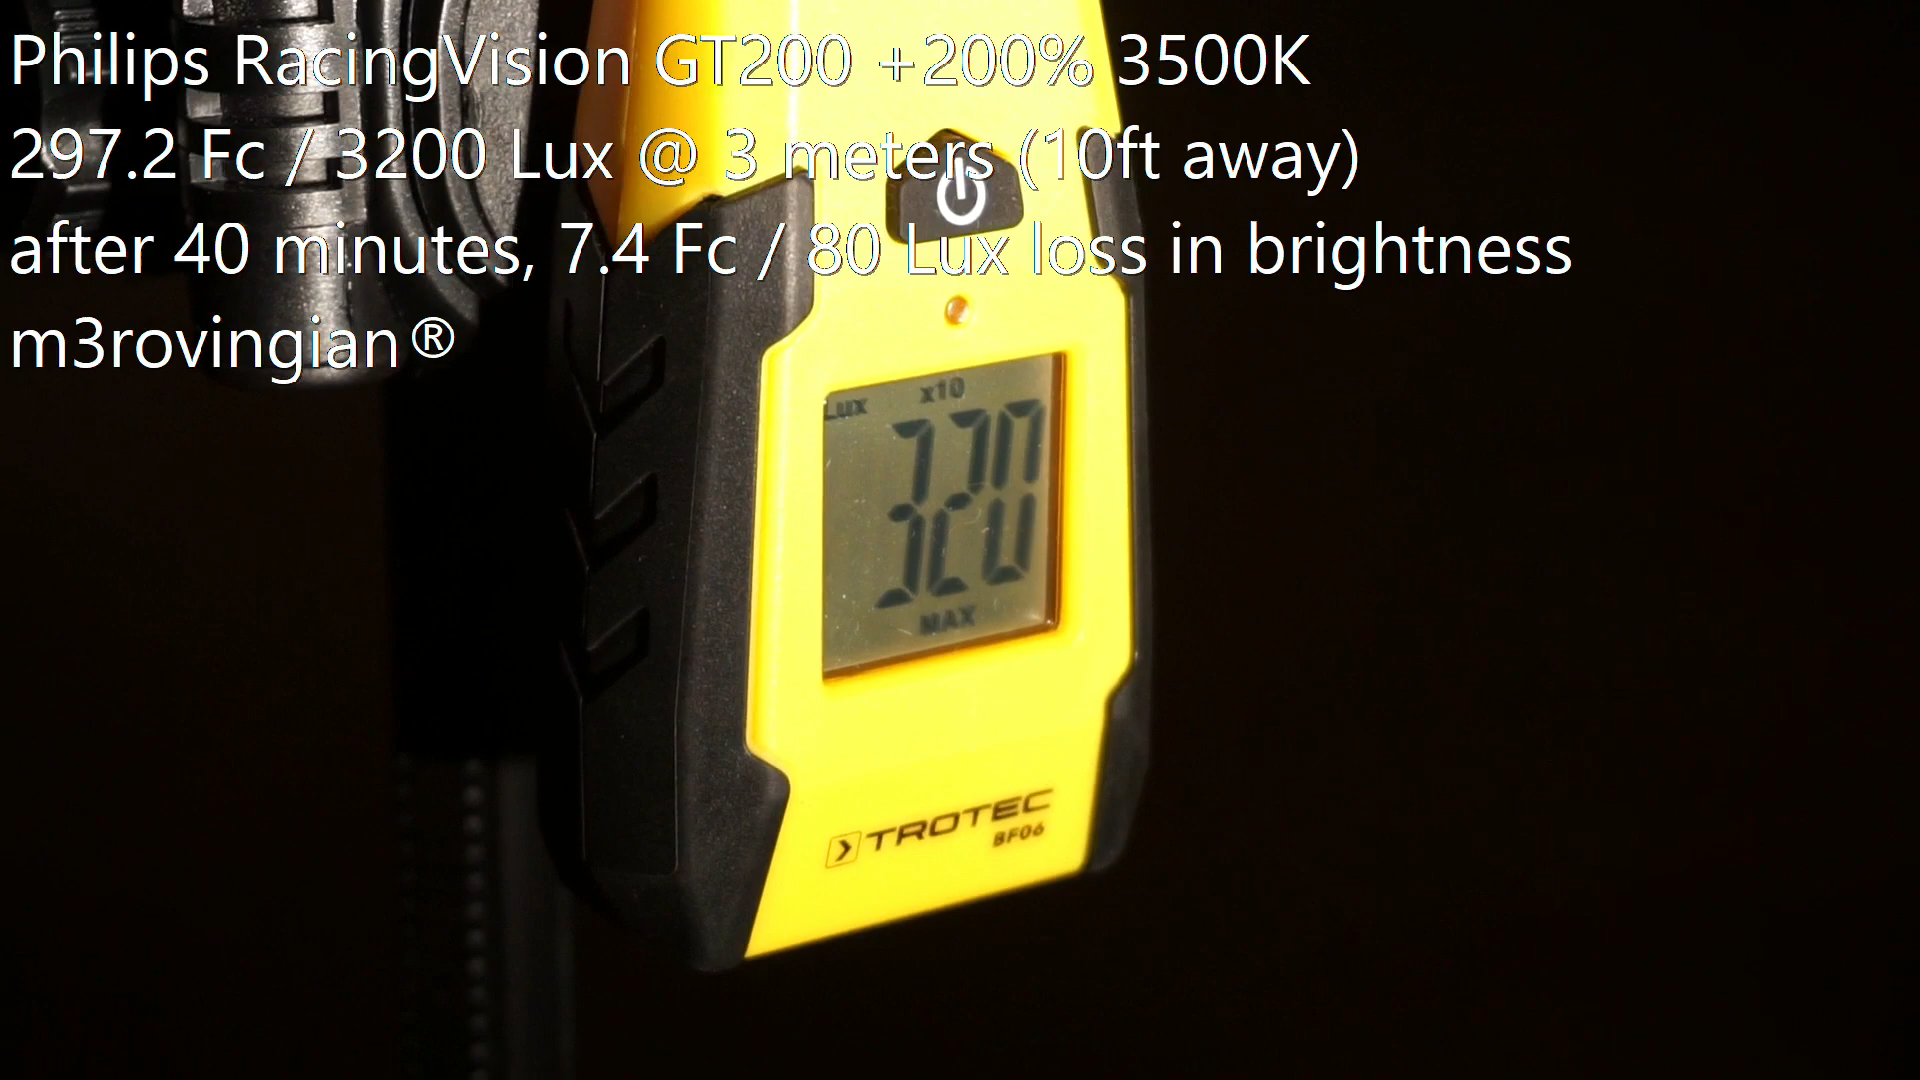 Philips RacingVision GT200 +200% 3500K
297.2 Fc / 3200 Lux @ 3 meters (10ft away)
after 40 minutes, 7.4 Fc / 80 Lux loss in brightness
m3rovingian®
LUX x10
320
MAX
TROTEC
BF06